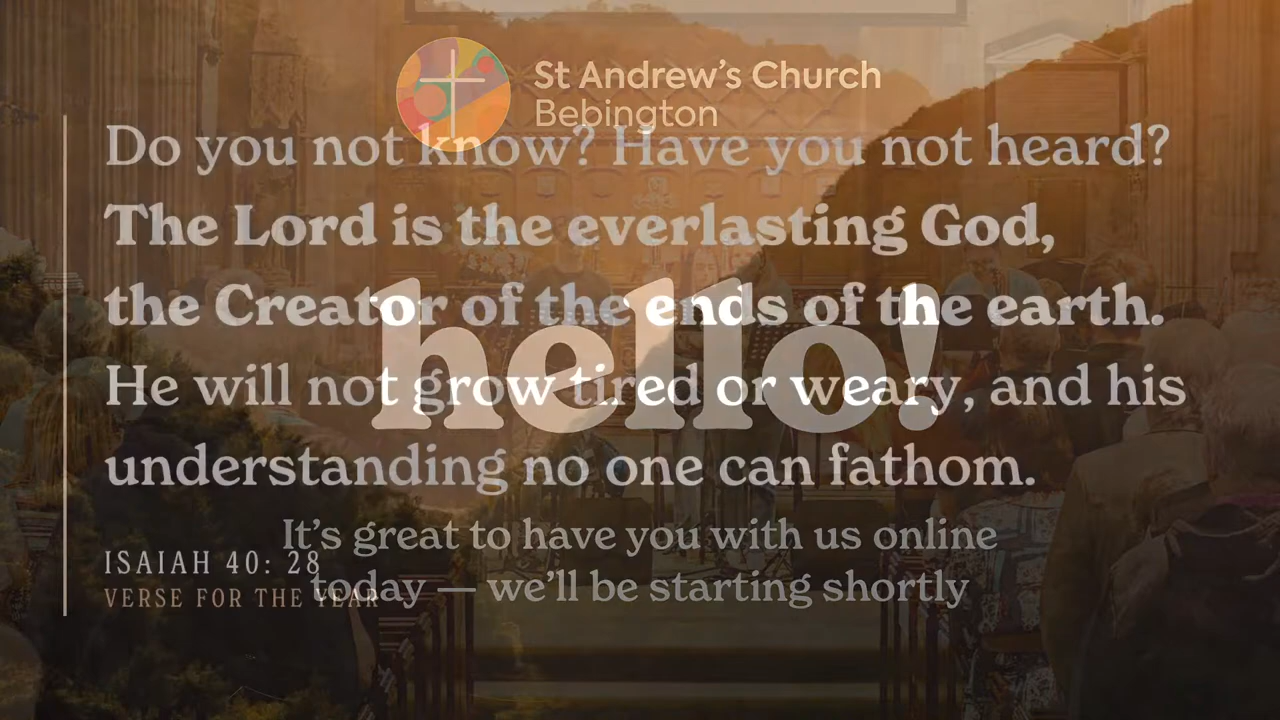 St Andrew’s Church
Bebington
Do you not know? Have you not heard?
The Lord is the everlasting God,
the Creator of the ends of the earth.
hello!
He will not grow tired or weary, and his
understanding no one can fathom.
It’s great to have you with us online
today — we’ll be starting shortly
ISAIAH 40: 28
VERSE FOR THE YEAR